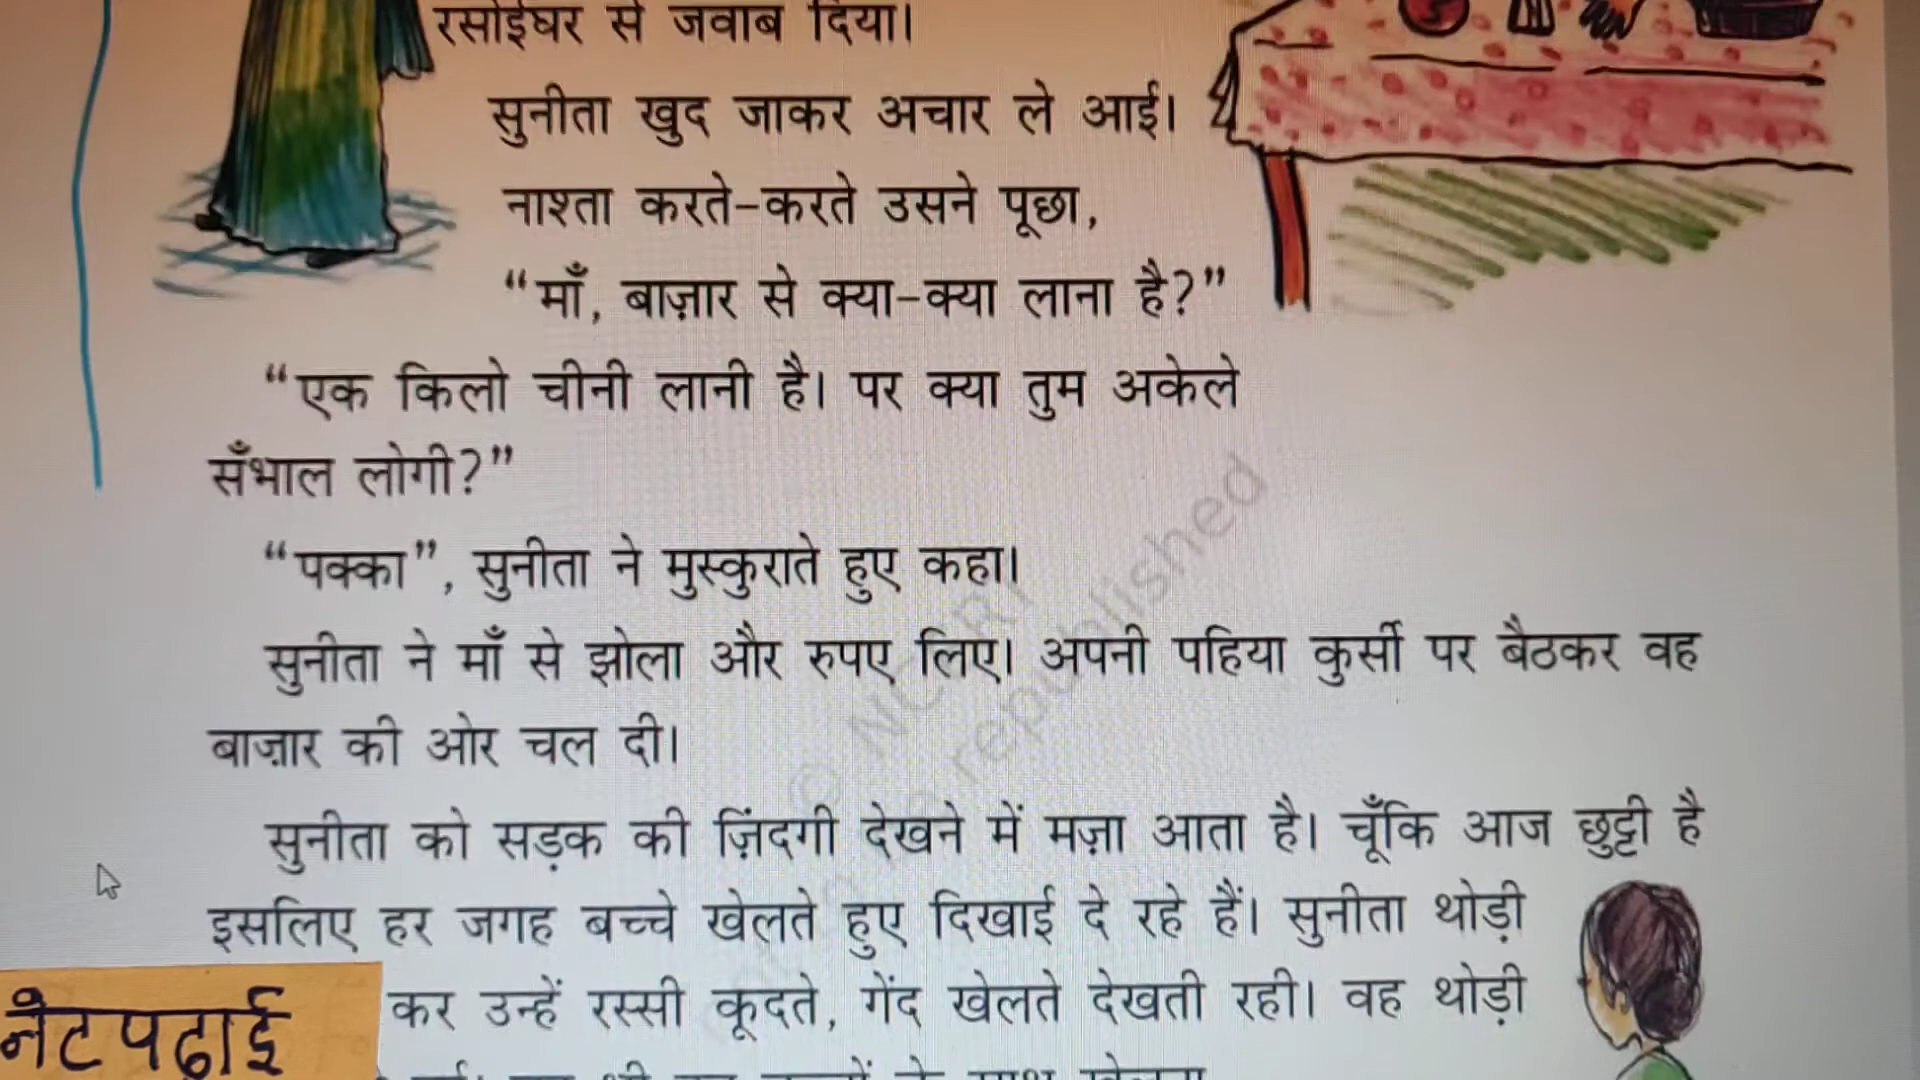 रसोईघर से जवाब दिया।
सुनीता खुद जाकर अचार ले आई।
नाश्ता करते-करते उसने पूछा,
“माँ, बाज़ार से क्या-क्या लाना है?”
“एक किलो चीनी लानी है। पर क्या तुम अकेले
सँभाल लोगी?”
“पक्का”, सुनीता ने मुस्कुराते हुए कहा।
सुनीता ने माँ से झोला और रुपए लिए। अपनी पहिया कुर्सी पर बैठकर वह
बाज़ार की ओर चल दी।
सुनीता को सड़क की ज़िंदगी देखने में मज़ा आता है। चूँकि आज छुट्टी है
इसलिए हर जगह बच्चे खेलते हुए दिखाई दे रहे हैं। सुनीता थोड़ी
कर उन्हें रस्सी कूदते, गेंद खेलते देखती रही। वह थोड़ी
नेटपढाई
© NCERT
republished